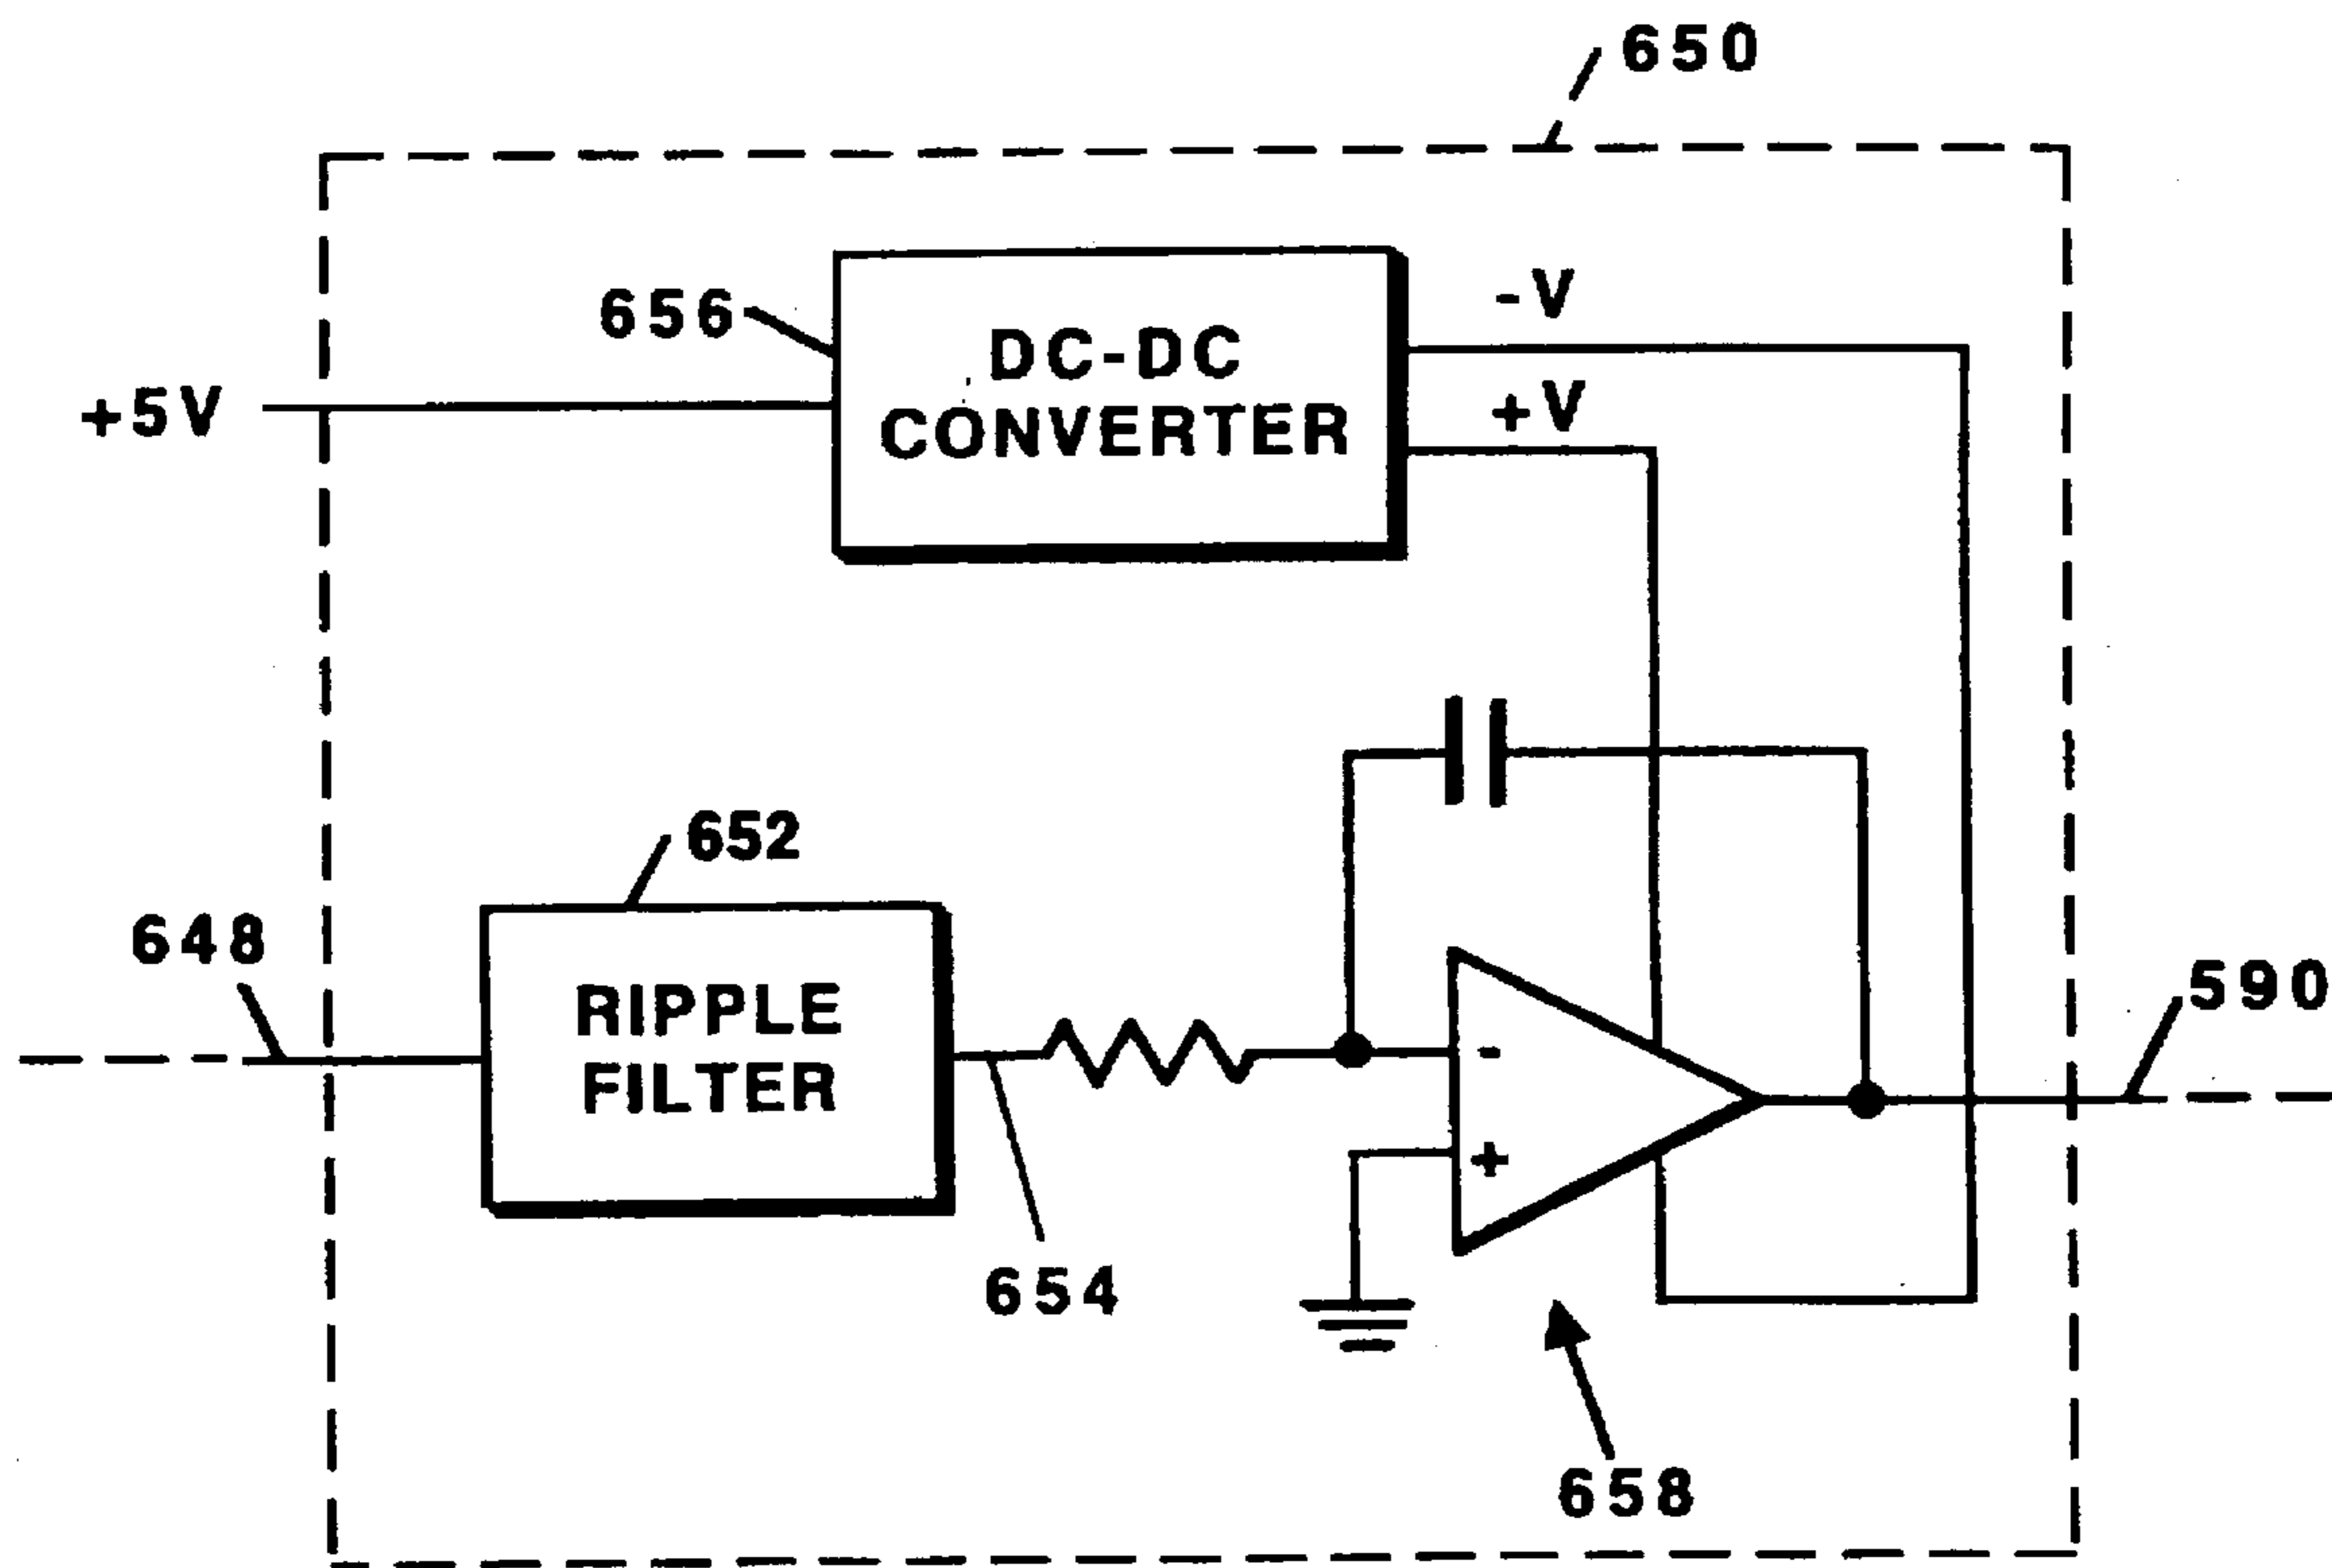 650
-V
656
DC-DC
+V
+5V
CONVERTER
652
648
RIPPLE
FILTER
590
-
+
654
658